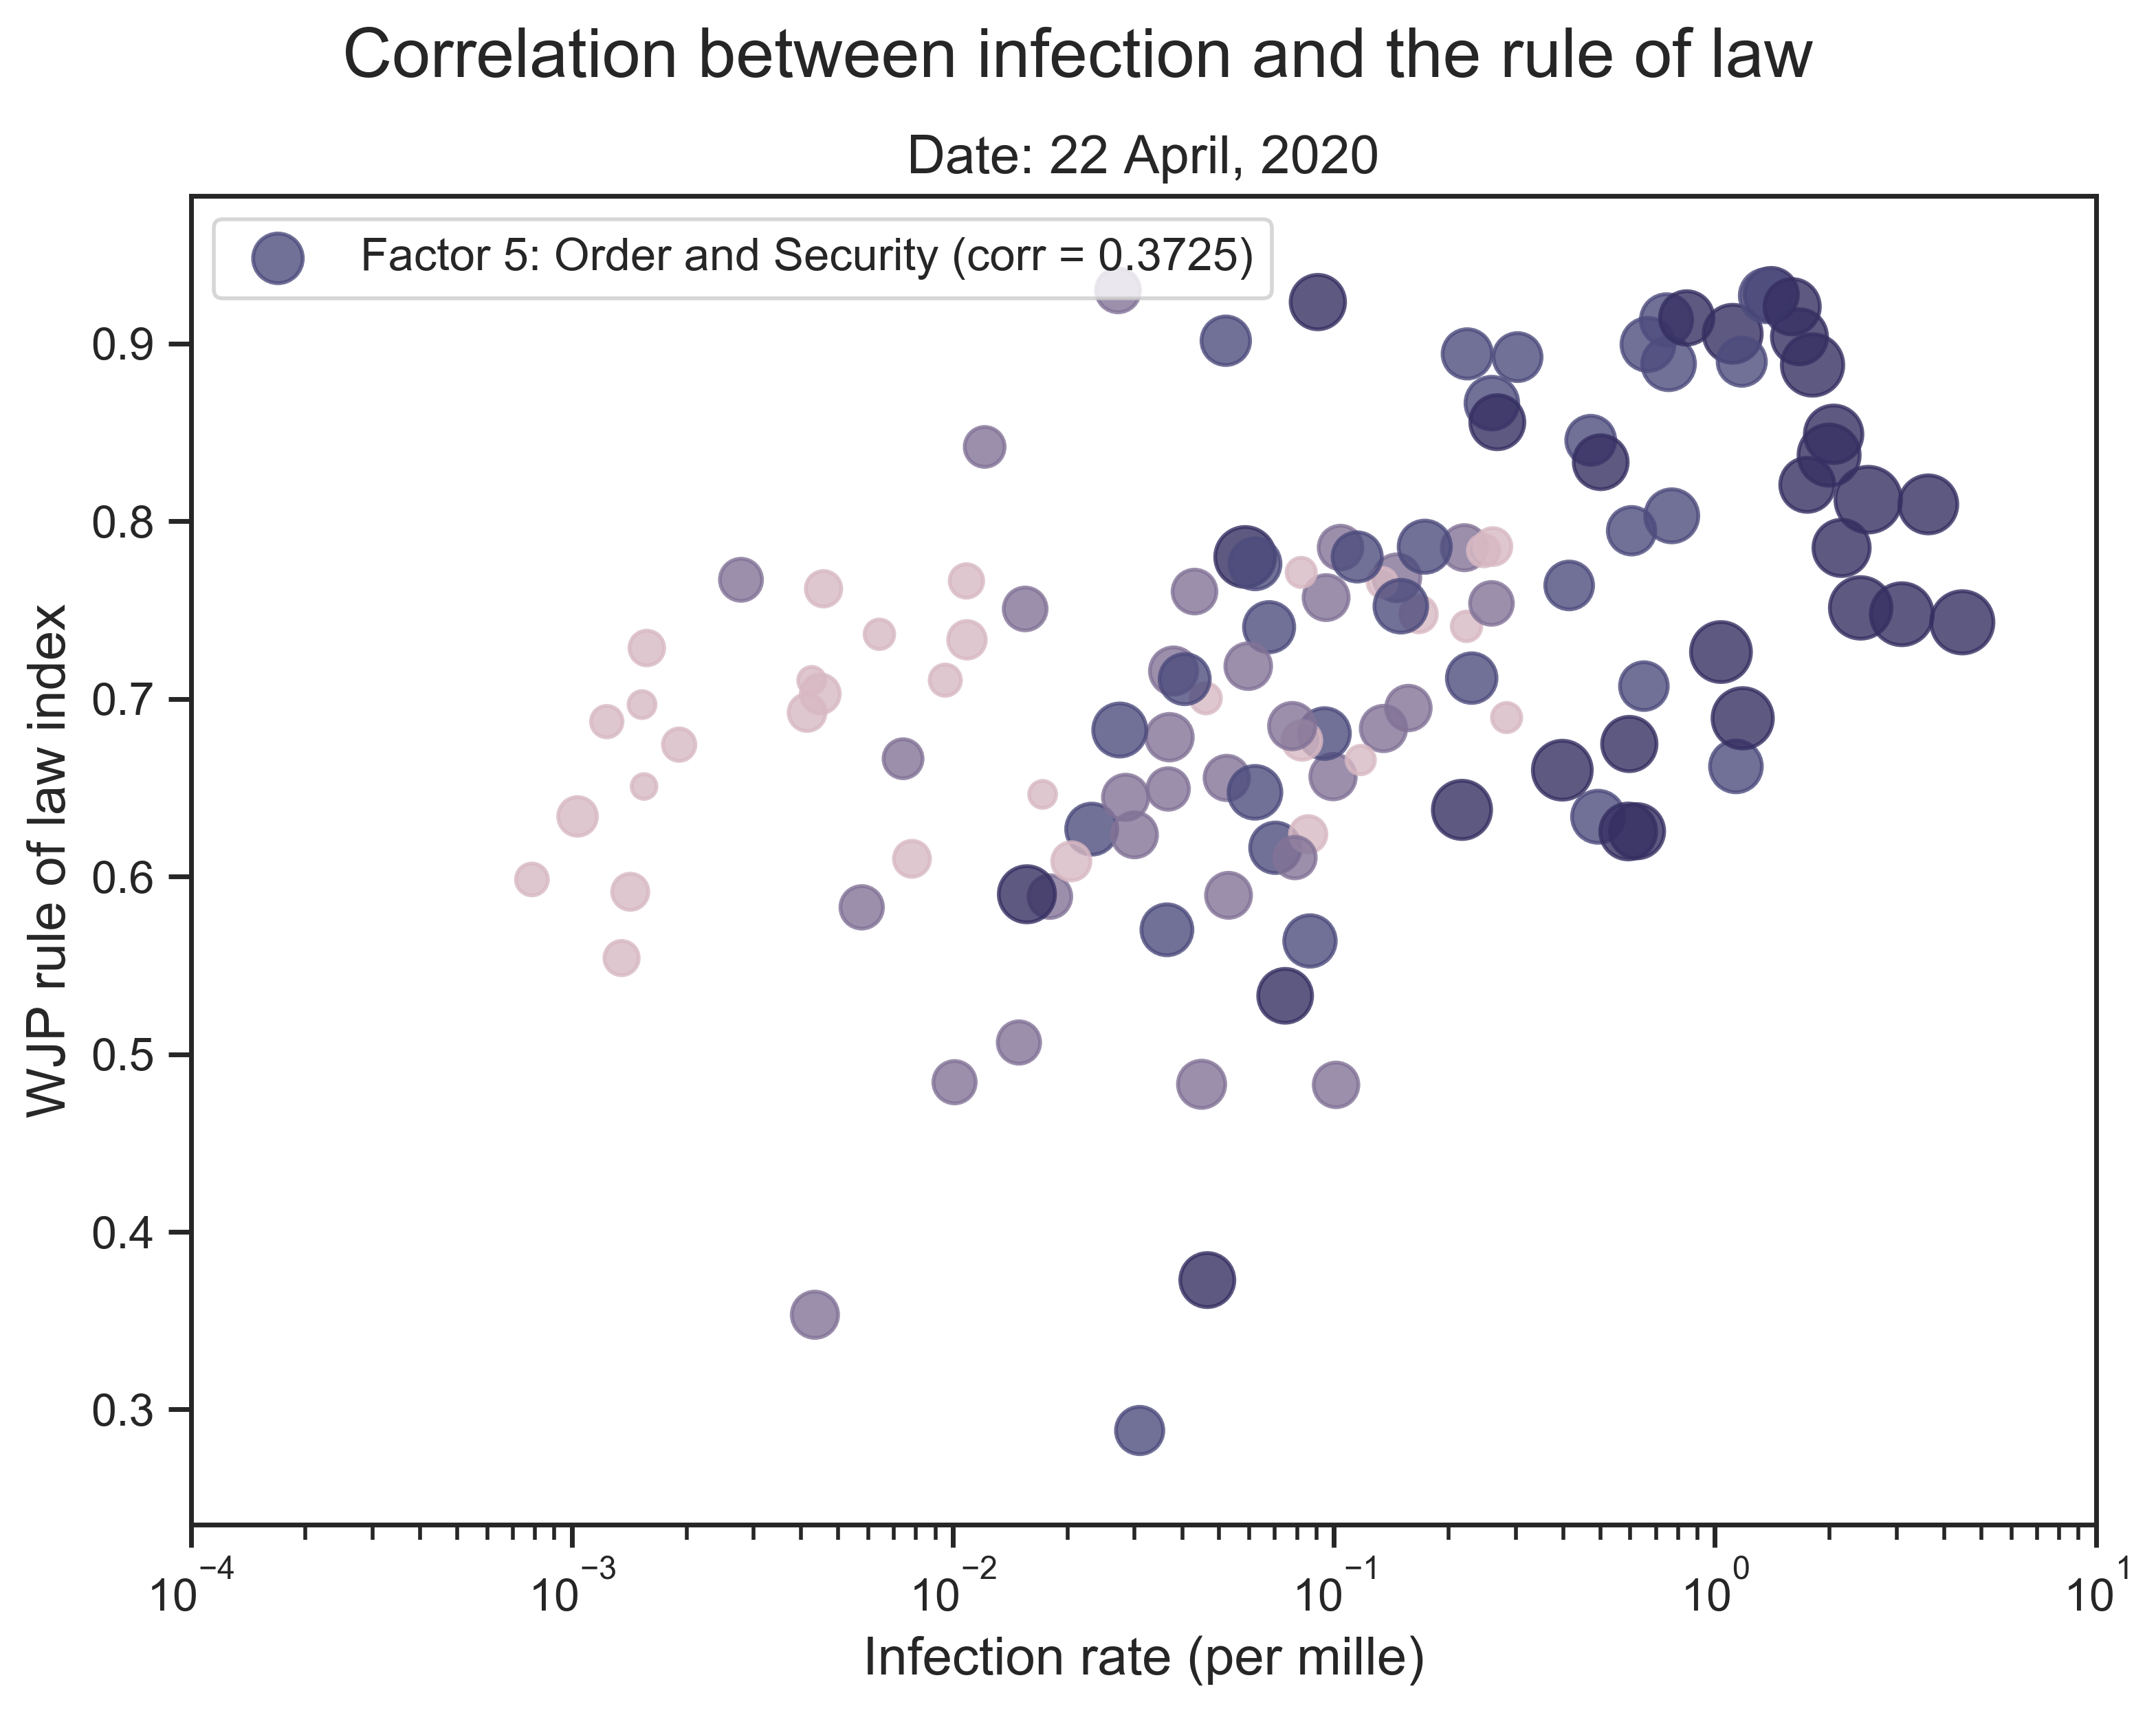 Correlation between infection and the rule of law
Date: 22 April, 2020
Factor 5: Order and Security (corr = 0.3725)
WJP rule of law index
0.9
0.8
0.7
0.6
0.5
0.4
0.3
10⁻⁴ 10⁻³ 10⁻² 10⁻¹ 10⁰ 10¹
Infection rate (per mille)